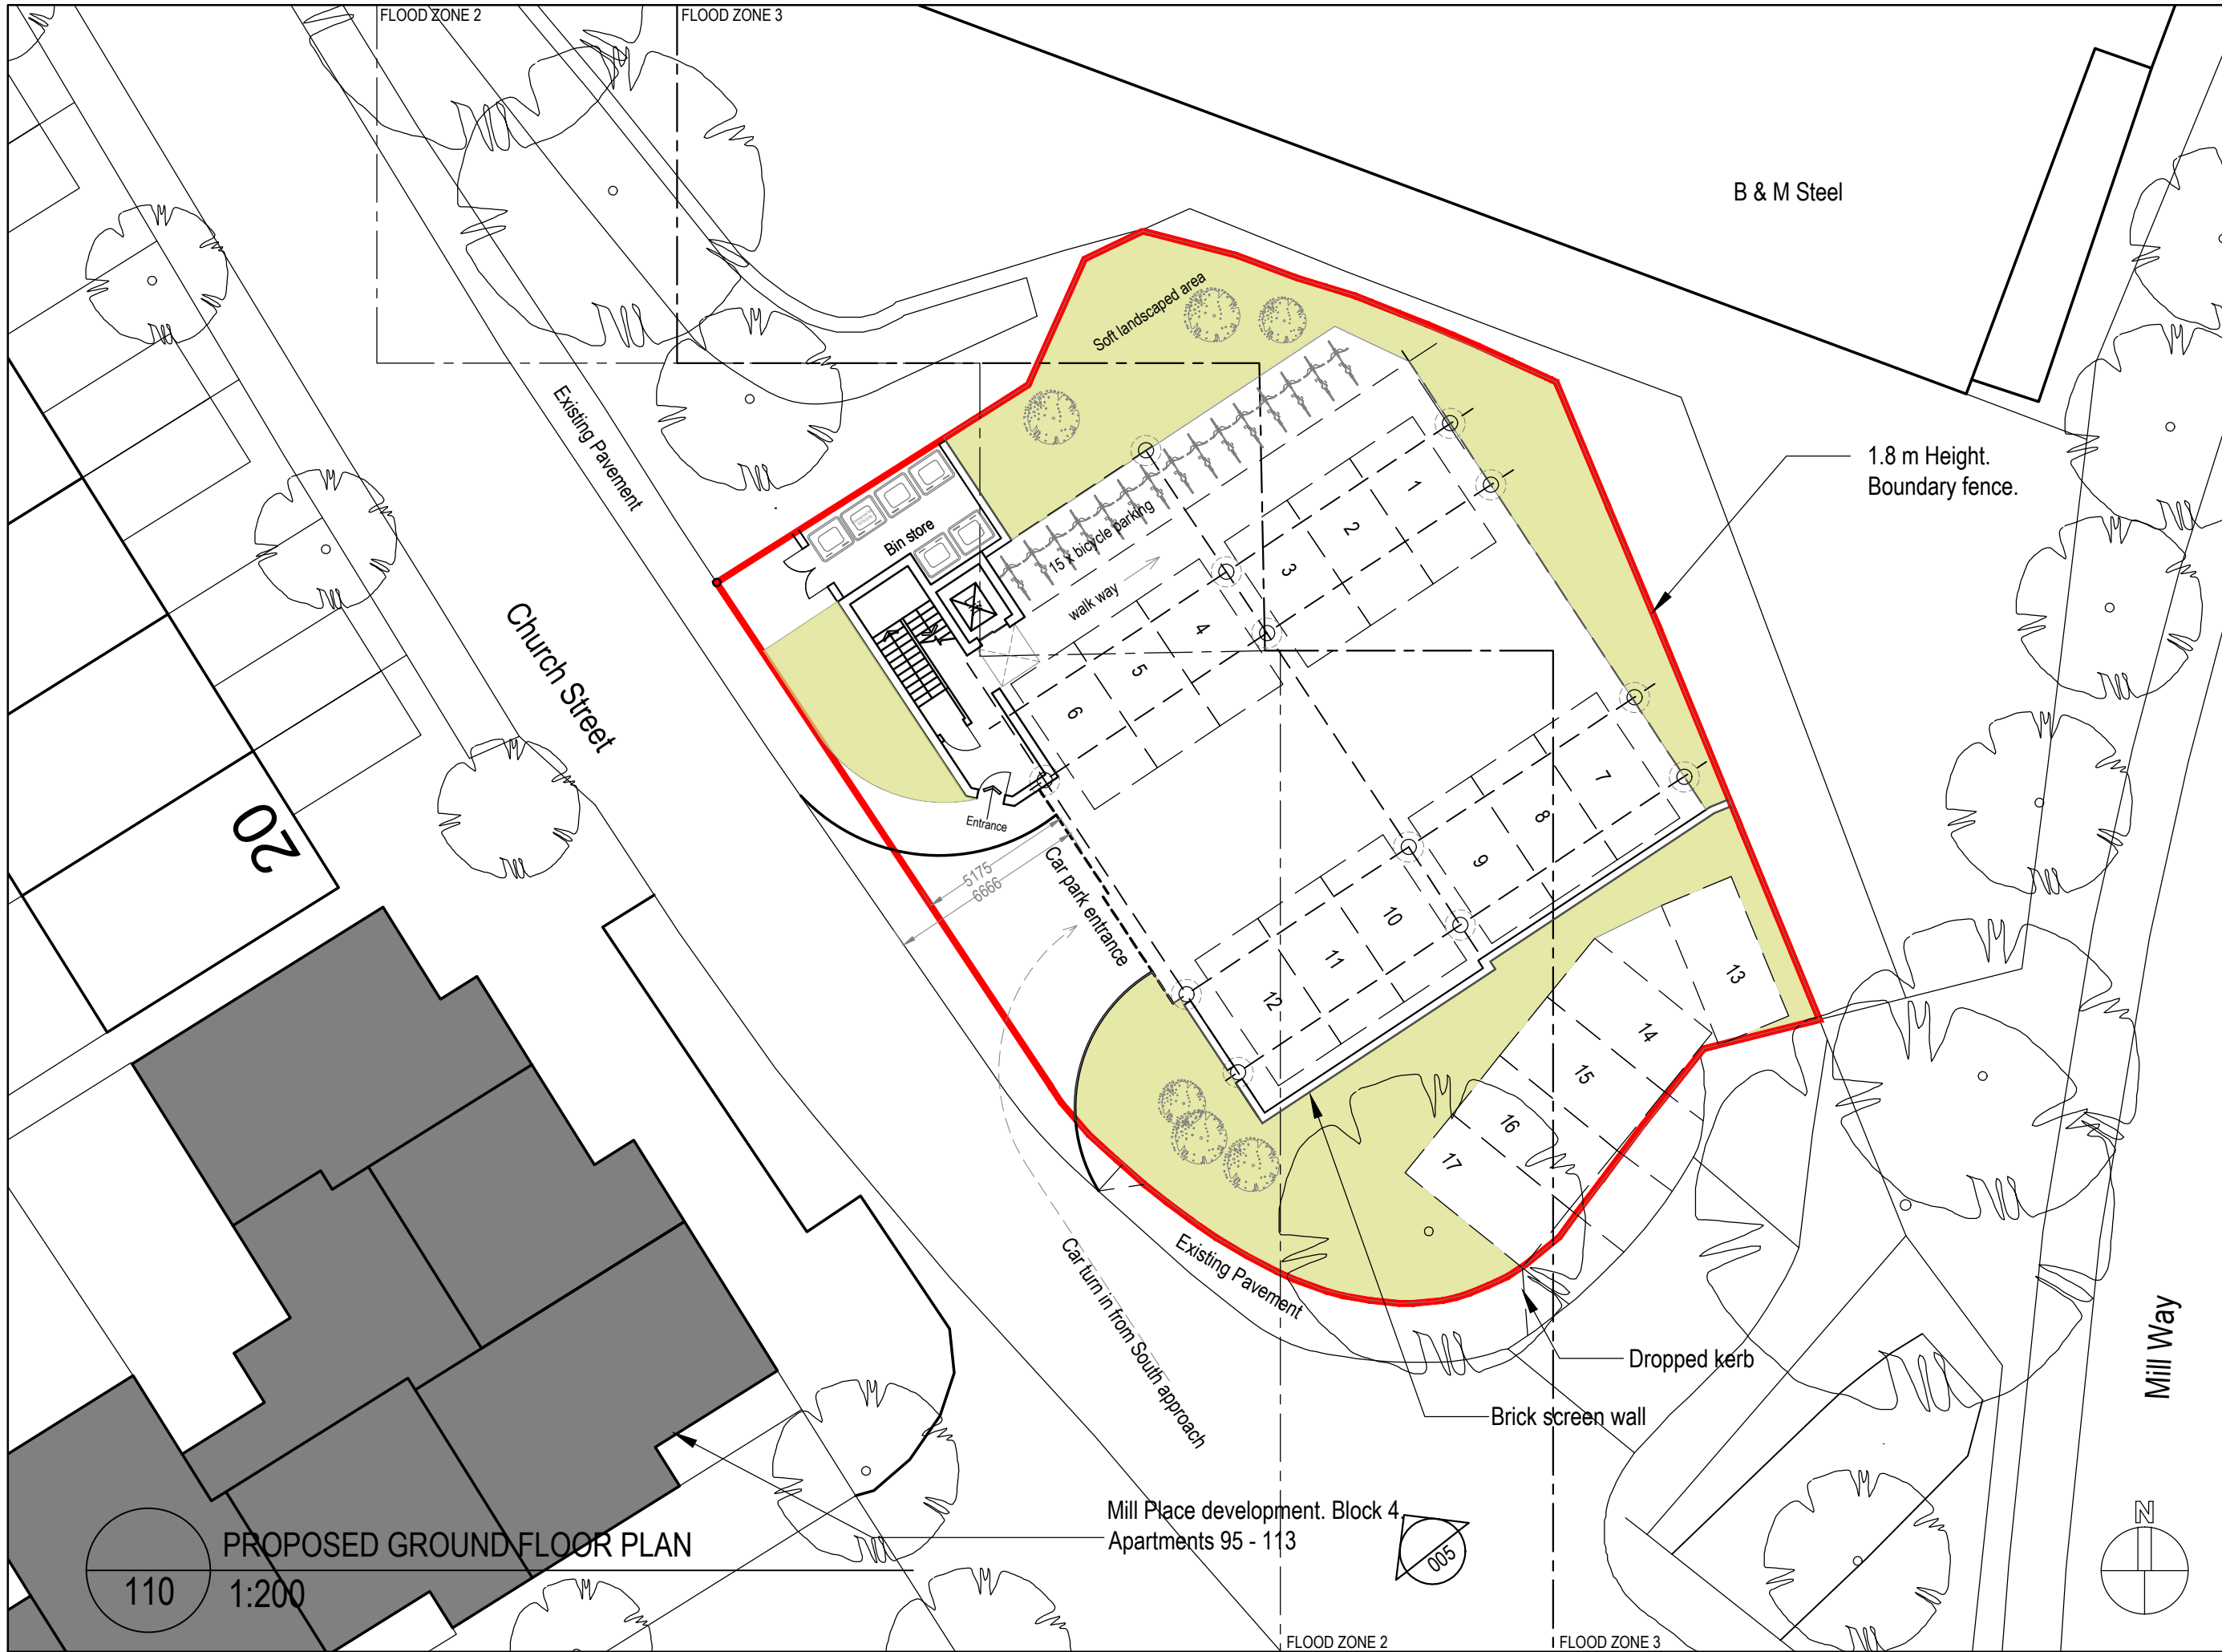 FLOOD ZONE 2
FLOOD ZONE 3
B & M Steel
Soft landscaped area
Existing Pavement
1.8 m Height.
Boundary fence.
Bin store
15 x bicycle parking
walk way
1
2
3
4
5
6
Church Street
20
Entrance
5175
6666
Car park entrance
7
8
9
10
11
12
13
14
15
16
17
Existing Pavement
Car turn in from South approach
Dropped kerb
Brick screen wall
Mill Way
Mill Place development. Block 4.
Apartments 95 - 113
005
N
PROPOSED GROUND FLOOR PLAN
110
1:200
FLOOD ZONE 2
FLOOD ZONE 3